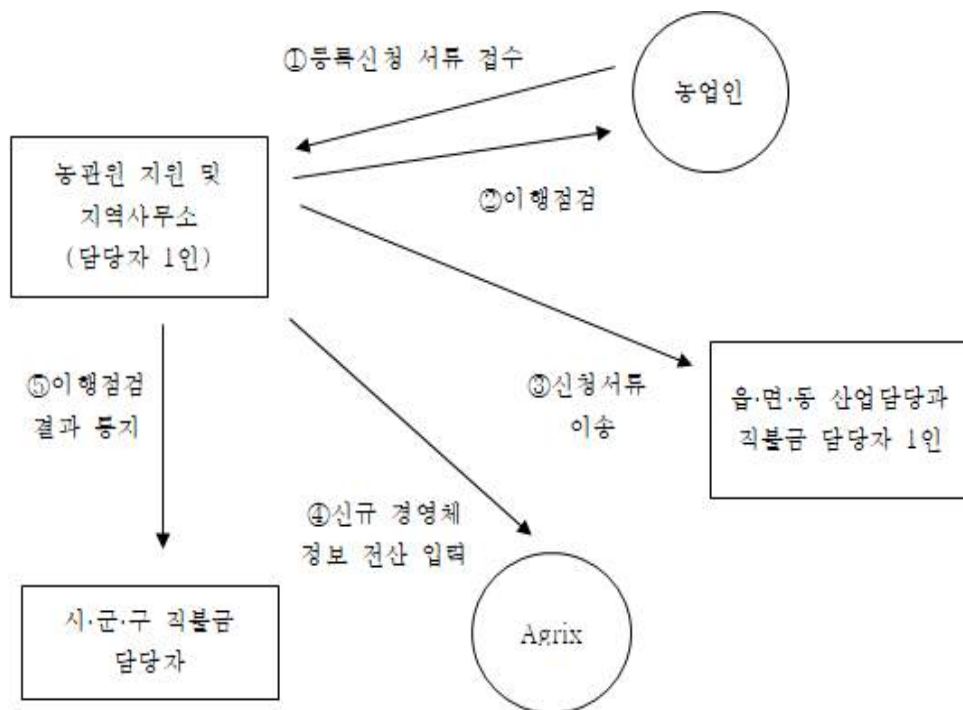 ①등록신청 서류 접수
농업인
농관원 지원 및
지역사무소
(담당자 1인)
②이행점검
⑤이행점검
결과 통지
③신청서류
이송
읍·면·동 산업담당과
직불금 담당자 1인
④신규 경영체
정보 전산 입력
시·군·구 직불금
담당자
Agrix